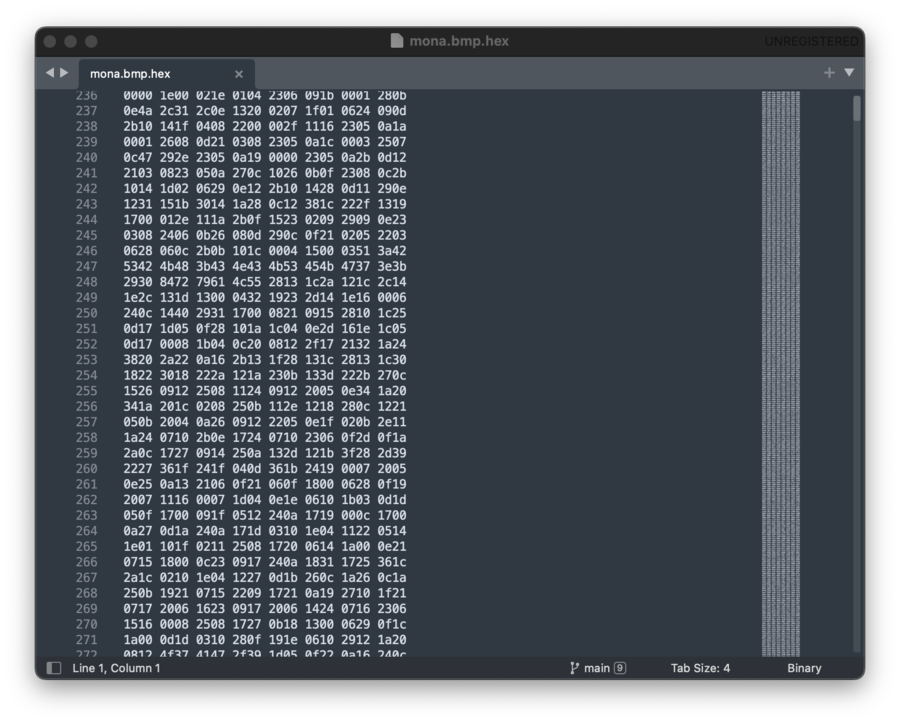 mona.bmp.hex
UNREGISTERED
mona.bmp.hex
236 0000 1e00 021e 0104 2306 091b 0001 280b
237 0e4a 2c31 2c0e 1320 0207 1f01 0624 090d
238 2b10 141f 0408 2200 002f 1116 2305 0a1a
239 0001 2608 0d21 0308 2305 0a1c 0003 2507
240 0c47 292e 2305 0a19 0000 2305 0a2b 0d12
241 2103 0823 050a 270c 1026 0b0f 2308 0c2b
242 1014 1d02 0629 0e12 2b10 1428 0d11 290e
243 1231 151b 3014 1a28 0c12 381c 222f 1319
244 1700 012e 111a 2b0f 1523 0209 2909 0e23
245 0308 2406 0b26 080d 290c 0f21 0205 2203
246 0628 060c 2b0b 101c 0004 1500 0351 3a42
247 5342 4b48 3b43 4e43 4b53 454b 4737 3e3b
248 2930 8472 7961 4c55 2813 1c2a 121c 2c14
249 1e2c 131d 1300 0432 1923 2d14 1e16 0006
250 240c 1440 2931 1700 0821 0915 2810 1c25
251 0d17 1d05 0f28 101a 1c04 0e2d 161e 1c05
252 0d17 0008 1b04 0c20 0812 2f17 2132 1a24
253 3820 2a22 0a16 2b13 1f28 131c 2813 1c30
254 1822 3018 222a 121a 230b 133d 222b 270c
255 1526 0912 2508 1124 0912 2005 0e34 1a20
256 341a 201c 0208 250b 112e 1218 280c 1221
257 050b 2004 0a26 0912 2205 0e1f 020b 2e11
258 1a24 0710 2b0e 1724 0710 2306 0f2d 0f1a
259 2a0c 1727 0914 250a 132d 121b 3f28 2d39
260 2227 361f 241f 040d 361b 2419 0007 2005
261 0e25 0a13 2106 0f21 060f 1800 0628 0f19
262 2007 1116 0007 1d04 0e1e 0610 1b03 0d1d
263 050f 1700 091f 0512 240a 1719 000c 1700
264 0a27 0d1a 240a 171d 0310 1e04 1122 0514
265 1e01 101f 0211 2508 1720 0614 1a00 0e21
266 0715 1800 0c23 0917 240a 1831 1725 361c
267 2a1c 0210 1e04 1227 0d1b 260c 1a26 0c1a
268 250b 1921 0715 2209 1721 0a19 2710 1f21
269 0717 2006 1623 0917 2006 1424 0716 2306
270 1516 0008 2508 1727 0b18 1300 0629 0f1c
271 1a00 0d1d 0310 280f 191e 0610 2912 1a20
272 0812 4f37 4147 2f39 1d05 0f22 0a16 240c
Line 1, Column 1
main 9
Tab Size: 4
Binary